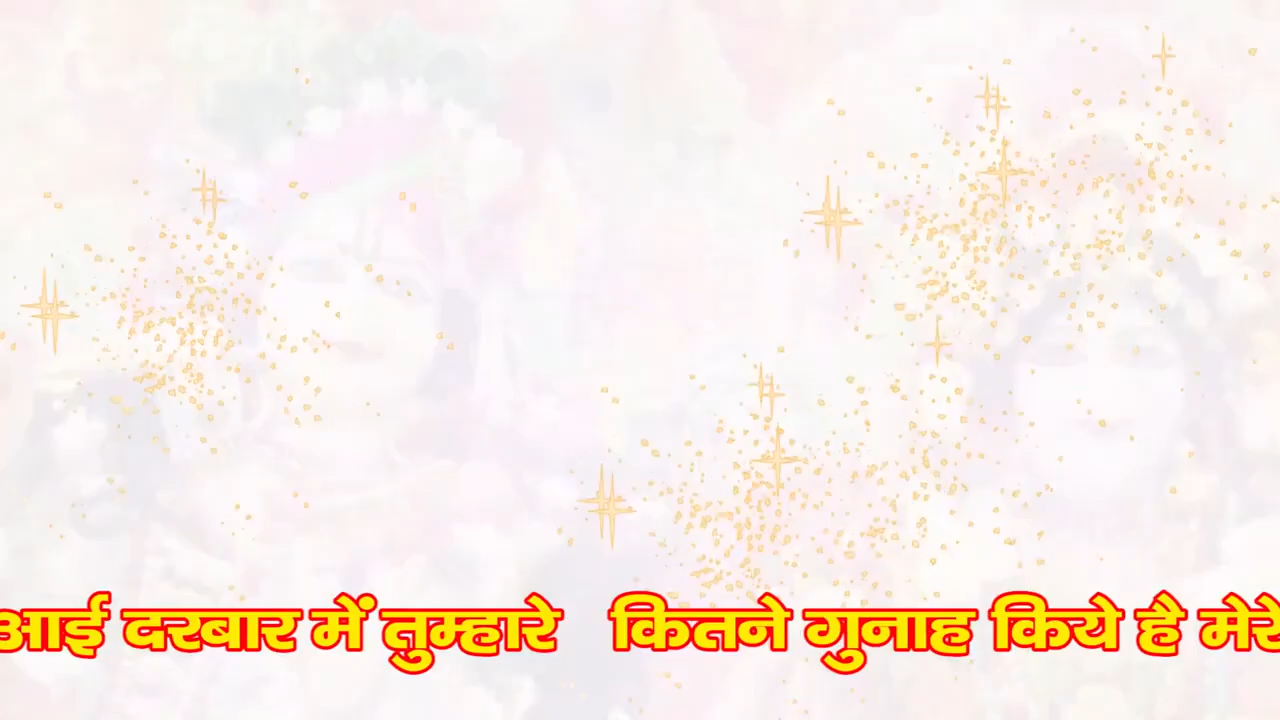 आई दरबार में तुम्हारे   कितने गुनाह किये है मेरे